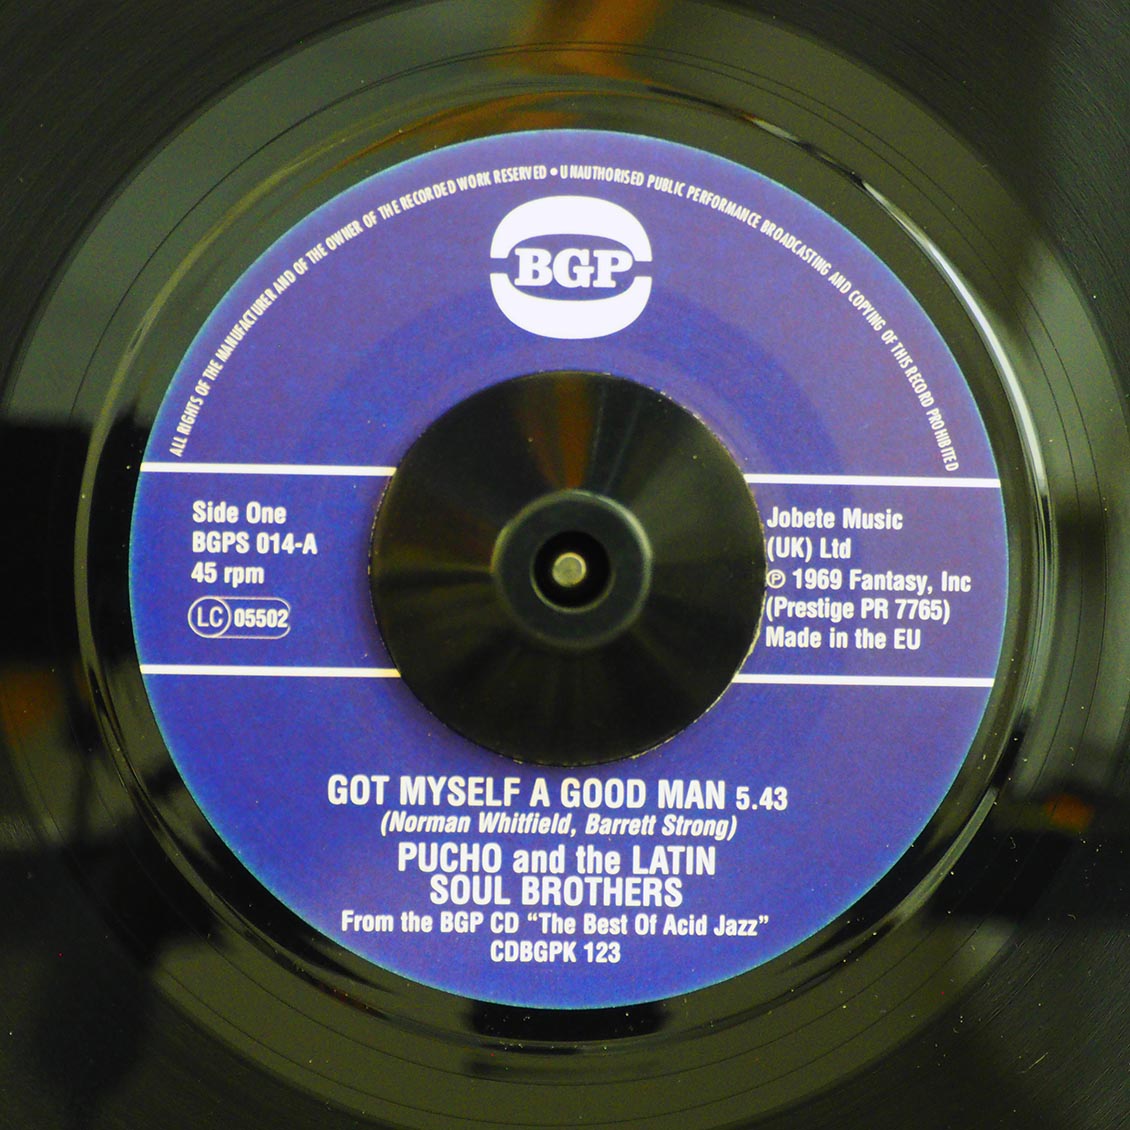 ALL RIGHTS OF THE MANUFACTURER AND OF THE OWNER OF THE RECORDED WORK RESERVED • UNAUTHORISED PUBLIC PERFORMANCE BROADCASTING AND COPYING OF THIS RECORD PROHIBITED
BGP
Side One
BGPS 014-A
45 rpm
LC 05502
Jobete Music
(UK) Ltd
℗ 1969 Fantasy, Inc
(Prestige PR 7765)
Made in the EU
GOT MYSELF A GOOD MAN 5.43
(Norman Whitfield, Barrett Strong)
PUCHO and the LATIN
SOUL BROTHERS
From the BGP CD “The Best Of Acid Jazz”
CDBGPK 123